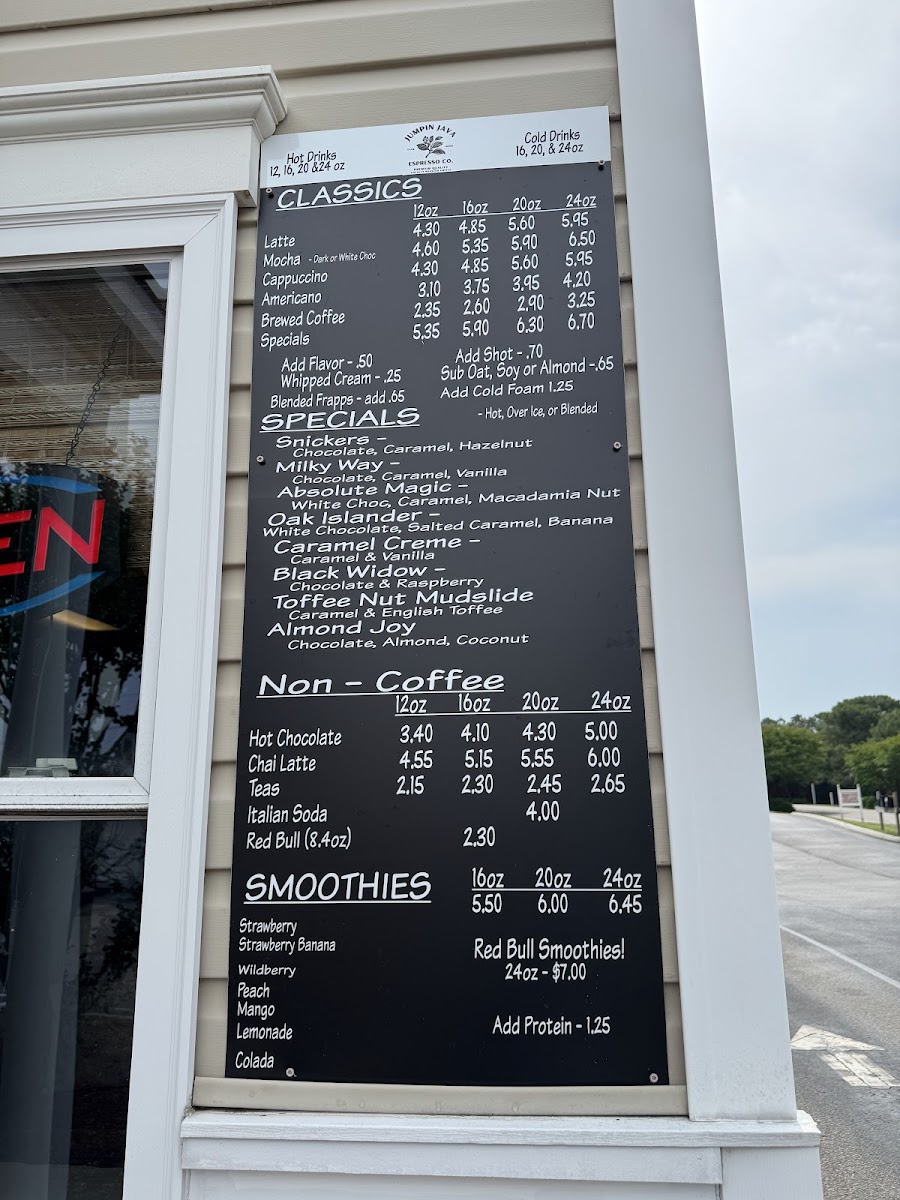 Hot Drinks
12, 16, 20 &24 oz
JUMPIN JAVA
ESPRESSO CO.
Cold Drinks
16, 20, & 24oz
CLASSICS
12oz 16oz 20oz 24oz
Latte 4.30 4.85 5.60 5.95
Mocha - Dark or White Choc 4.60 5.35 5.90 6.50
Cappuccino 4.30 4.85 5.60 5.95
Americano 3.10 3.75 3.95 4.20
Brewed Coffee 2.35 2.60 2.90 3.25
Specials 5.35 5.90 6.30 6.70
Add Flavor - .50
Whipped Cream - .25
Blended Frapps - add .65
Add Shot - .70
Sub Oat, Soy or Almond -.65
Add Cold Foam 1.25
SPECIALS - Hot, Over Ice, or Blended
Snickers -
Chocolate, Caramel, Hazelnut
Milky Way -
Chocolate, Caramel, Vanilla
Absolute Magic -
White Choc, Caramel, Macadamia Nut
Oak Islander -
White Chocolate, Salted Caramel, Banana
Caramel Creme -
Caramel & Vanilla
Black Widow -
Chocolate & Raspberry
Toffee Nut Mudslide
Caramel & English Toffee
Almond Joy
Chocolate, Almond, Coconut
Non - Coffee
12oz 16oz 20oz 24oz
Hot Chocolate 3.40 4.10 4.30 5.00
Chai Latte 4.55 5.15 5.55 6.00
Teas 2.15 2.30 2.45 2.65
Italian Soda 4.00
Red Bull (8.4oz) 2.30
SMOOTHIES
16oz 20oz 24oz
5.50 6.00 6.45
Strawberry
Strawberry Banana
Wildberry
Peach
Mango
Lemonade
Colada
Red Bull Smoothies!
24oz - $7.00
Add Protein - 1.25
EN